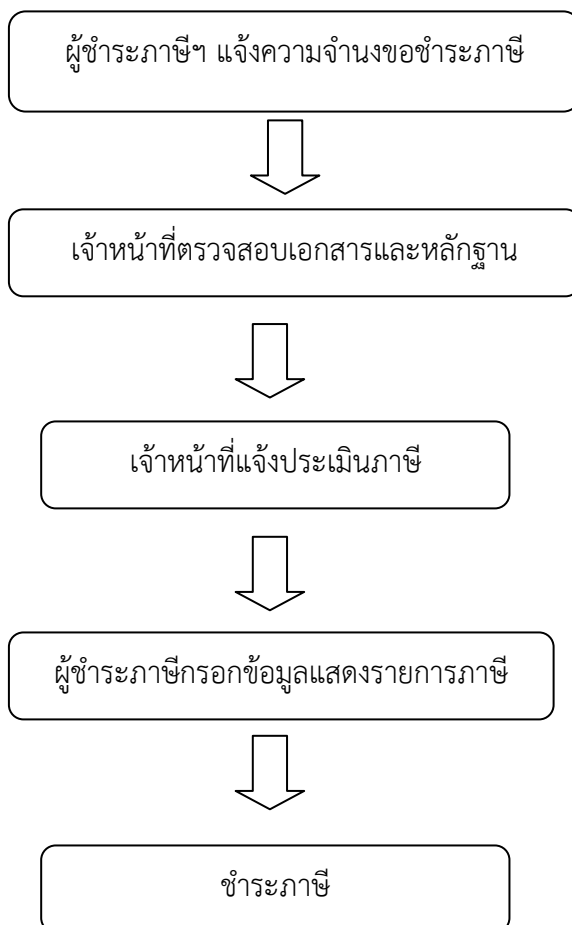 ผู้ชำระภาษีฯ แจ้งความจำนงขอชำระภาษี
เจ้าหน้าที่ตรวจสอบเอกสารและหลักฐาน
เจ้าหน้าที่แจ้งประเมินภาษี
ผู้ชำระภาษีกรอกข้อมูลแสดงรายการภาษี
ชำระภาษี